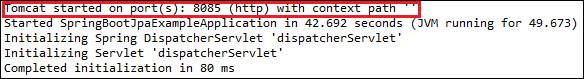 Tomcat started on port(s): 8085 (http) with context path ''
Started SpringBootJpaExampleApplication in 42.692 seconds (JVM running for 49.673)
Initializing Spring DispatcherServlet 'dispatcherServlet'
Initializing Servlet 'dispatcherServlet'
Completed initialization in 80 ms